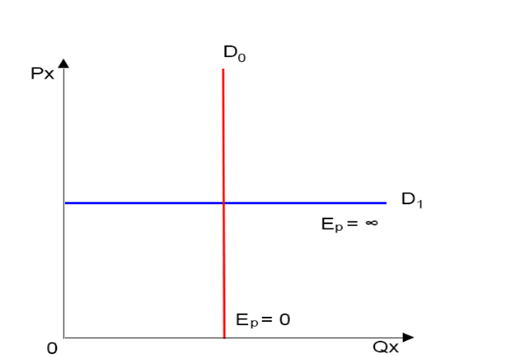 D₀
Px
D₁
Eₚ = ∞
Eₚ = 0
0
Qx